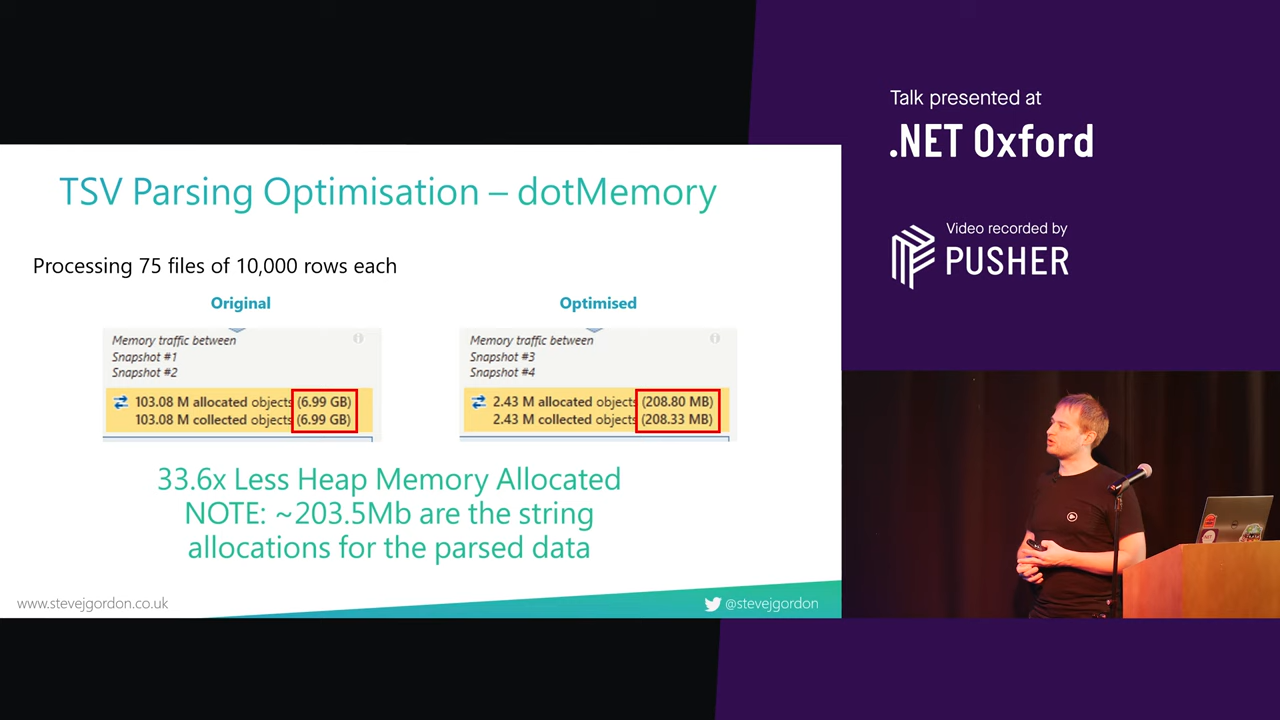 Talk presented at
.NET Oxford
Video recorded by
PUSHER
TSV Parsing Optimisation – dotMemory
Processing 75 files of 10,000 rows each
Original
Memory traffic between
Snapshot #1
Snapshot #2
103.08 M allocated objects (6.99 GB)
103.08 M collected objects (6.99 GB)
Optimised
Memory traffic between
Snapshot #3
Snapshot #4
2.43 M allocated objects (208.80 MB)
2.43 M collected objects (208.33 MB)
33.6x Less Heap Memory Allocated
NOTE: ~203.5Mb are the string
allocations for the parsed data
www.stevejgordon.co.uk
@stevejgordon